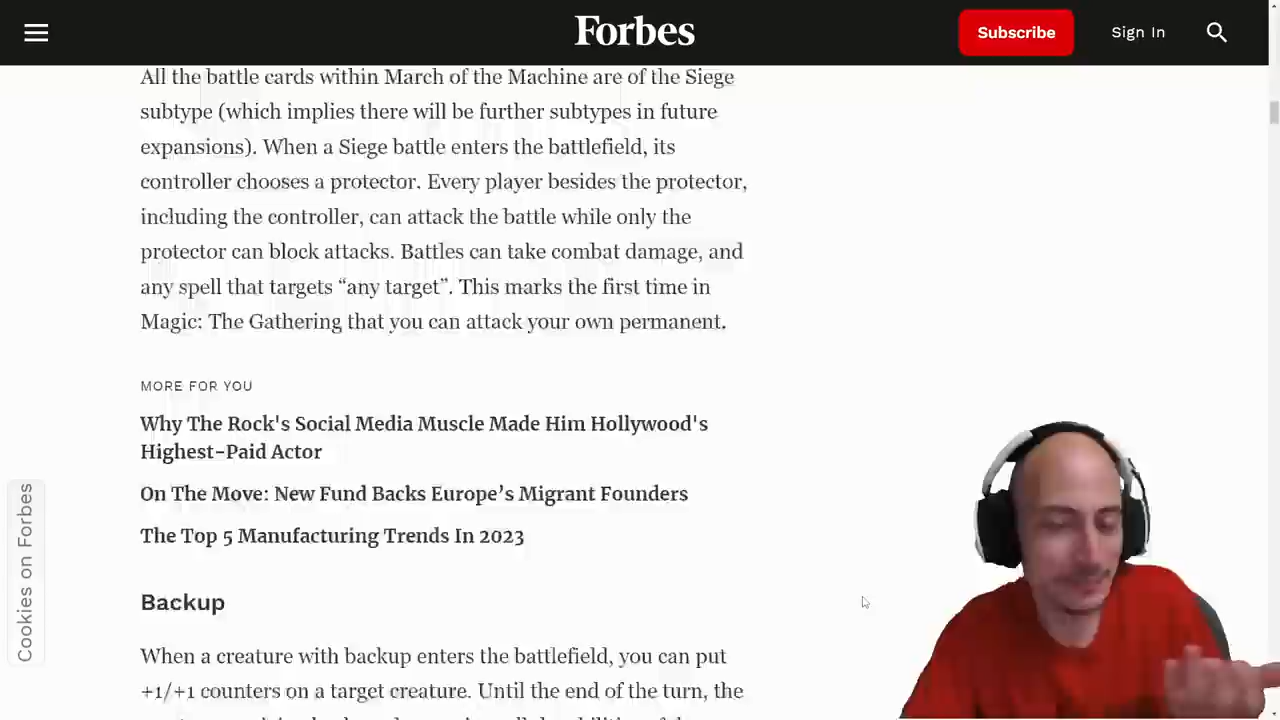 Forbes
Subscribe
Sign In
All the battle cards within March of the Machine are of the Siege
subtype (which implies there will be further subtypes in future
expansions). When a Siege battle enters the battlefield, its
controller chooses a protector. Every player besides the protector,
including the controller, can attack the battle while only the
protector can block attacks. Battles can take combat damage, and
any spell that targets “any target”. This marks the first time in
Magic: The Gathering that you can attack your own permanent.
MORE FOR YOU
Why The Rock's Social Media Muscle Made Him Hollywood's
Highest-Paid Actor
On The Move: New Fund Backs Europe’s Migrant Founders
The Top 5 Manufacturing Trends In 2023
Cookies on Forbes
Backup
When a creature with backup enters the battlefield, you can put
+1/+1 counters on a target creature. Until the end of the turn, the